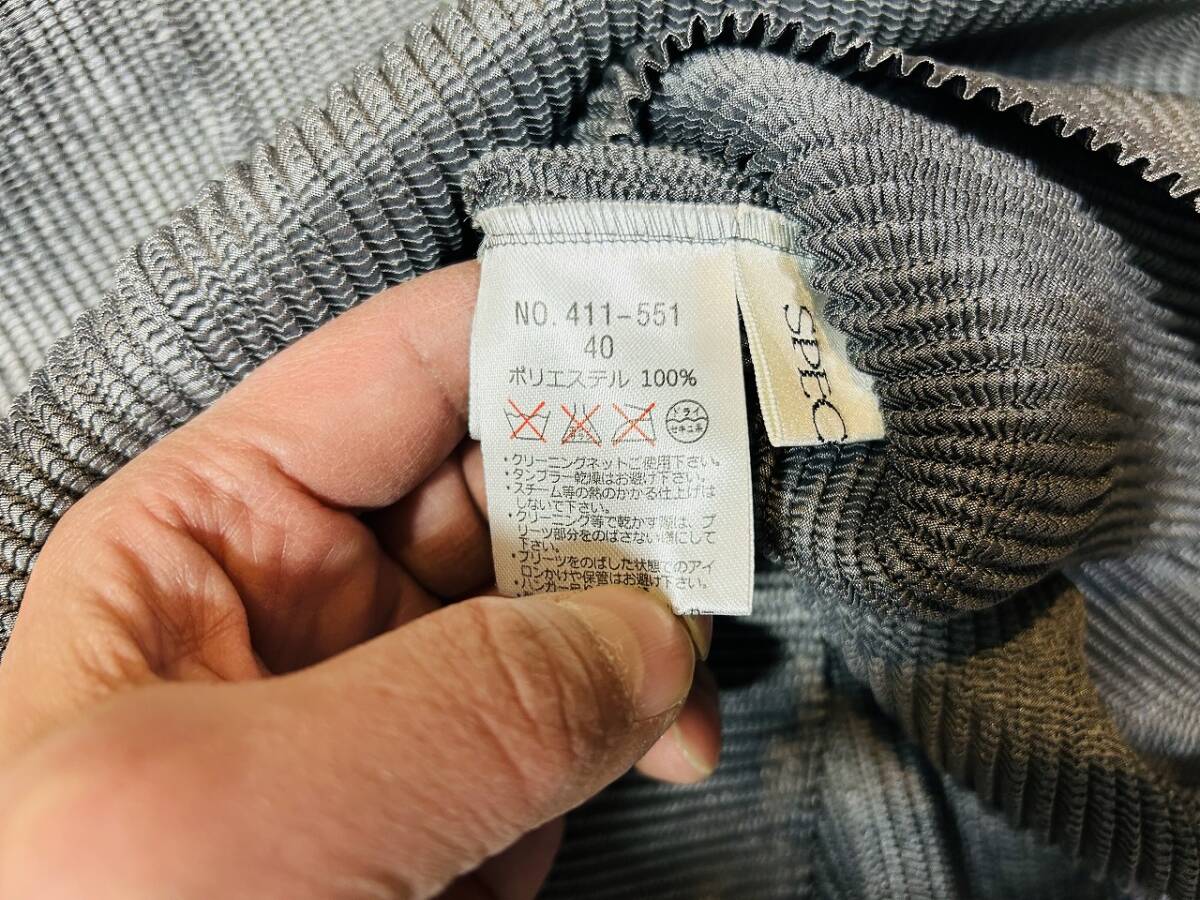 NO. 411-551
40
ポリエステル 100%
ドライ
セキユ系
・クリーニングネットご使用下さい。
・タンブラー乾燥はお避け下さい。
・スチーム等の熱のかかる仕上げは
しないで下さい。
・クリーニング等で乾かす際は、プ
リーツ部分をのばさない様にして
下さい。
・プリーツをのばした状態でのアイ
ロンかけや保管はお避け下さい。
SPEC